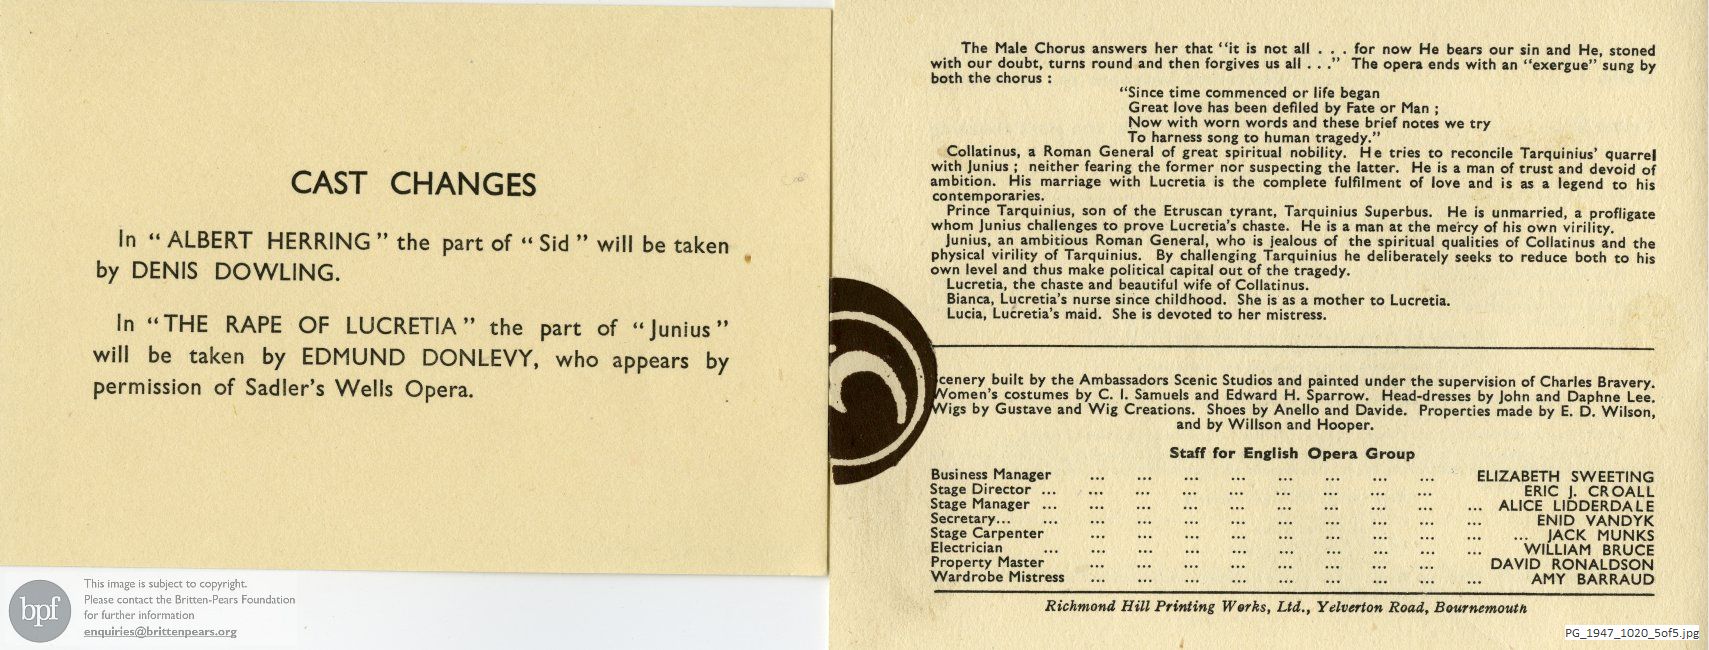 CAST CHANGES
In “ ALBERT HERRING ” the part of “ Sid ” will be taken
by DENIS DOWLING.
In “ THE RAPE OF LUCRETIA ” the part of “ Junius ”
will be taken by EDMUND DONLEVY, who appears by
permission of Sadler's Wells Opera.
bpf
This image is subject to copyright.
Please contact the Britten-Pears Foundation
for further information
enquiries@brittenpears.org
The Male Chorus answers her that “it is not all . . . for now He bears our sin and He, stoned
with our doubt, turns round and then forgives us all . . .” The opera ends with an “exergue” sung by
both the chorus :
“Since time commenced or life began
Great love has been defiled by Fate or Man ;
Now with worn words and these brief notes we try
To harness song to human tragedy.”
Collatinus, a Roman General of great spiritual nobility. He tries to reconcile Tarquinius' quarrel
with Junius ; neither fearing the former nor suspecting the latter. He is a man of trust and devoid of
ambition. His marriage with Lucretia is the complete fulfilment of love and is as a legend to his
contemporaries.
Prince Tarquinius, son of the Etruscan tyrant, Tarquinius Superbus. He is unmarried, a profligate
whom Junius challenges to prove Lucretia's chaste. He is a man at the mercy of his own virility.
Junius, an ambitious Roman General, who is jealous of the spiritual qualities of Collatinus and the
physical virility of Tarquinius. By challenging Tarquinius he deliberately seeks to reduce both to his
own level and thus make political capital out of the tragedy.
Lucretia, the chaste and beautiful wife of Collatinus.
Bianca, Lucretia's nurse since childhood. She is as a mother to Lucretia.
Lucia, Lucretia's maid. She is devoted to her mistress.
cenery built by the Ambassadors Scenic Studios and painted under the supervision of Charles Bravery.
Women's costumes by C. I. Samuels and Edward H. Sparrow. Head-dresses by John and Daphne Lee.
Wigs by Gustave and Wig Creations. Shoes by Anello and Davide. Properties made by E. D. Wilson,
and by Willson and Hooper.
Staff for English Opera Group
Business Manager ... ... ... ... ... ... ... ... ELIZABETH SWEETING
Stage Director ... ... ... ... ... ... ... ... ... ERIC J. CROALL
Stage Manager ... ... ... ... ... ... ... ... ... ... ALICE LIDDERDALE
Secretary... ... ... ... ... ... ... ... ... ... ... ENID VANDYK
Stage Carpenter ... ... ... ... ... ... ... ... ... JACK MUNKS
Electrician ... ... ... ... ... ... ... ... ... ... WILLIAM BRUCE
Property Master ... ... ... ... ... ... ... ... DAVID RONALDSON
Wardrobe Mistress ... ... ... ... ... ... ... ... ... AMY BARRAUD
Richmond Hill Printing Works, Ltd., Yelverton Road, Bournemouth
PG_1947_1020_5of5.jpg